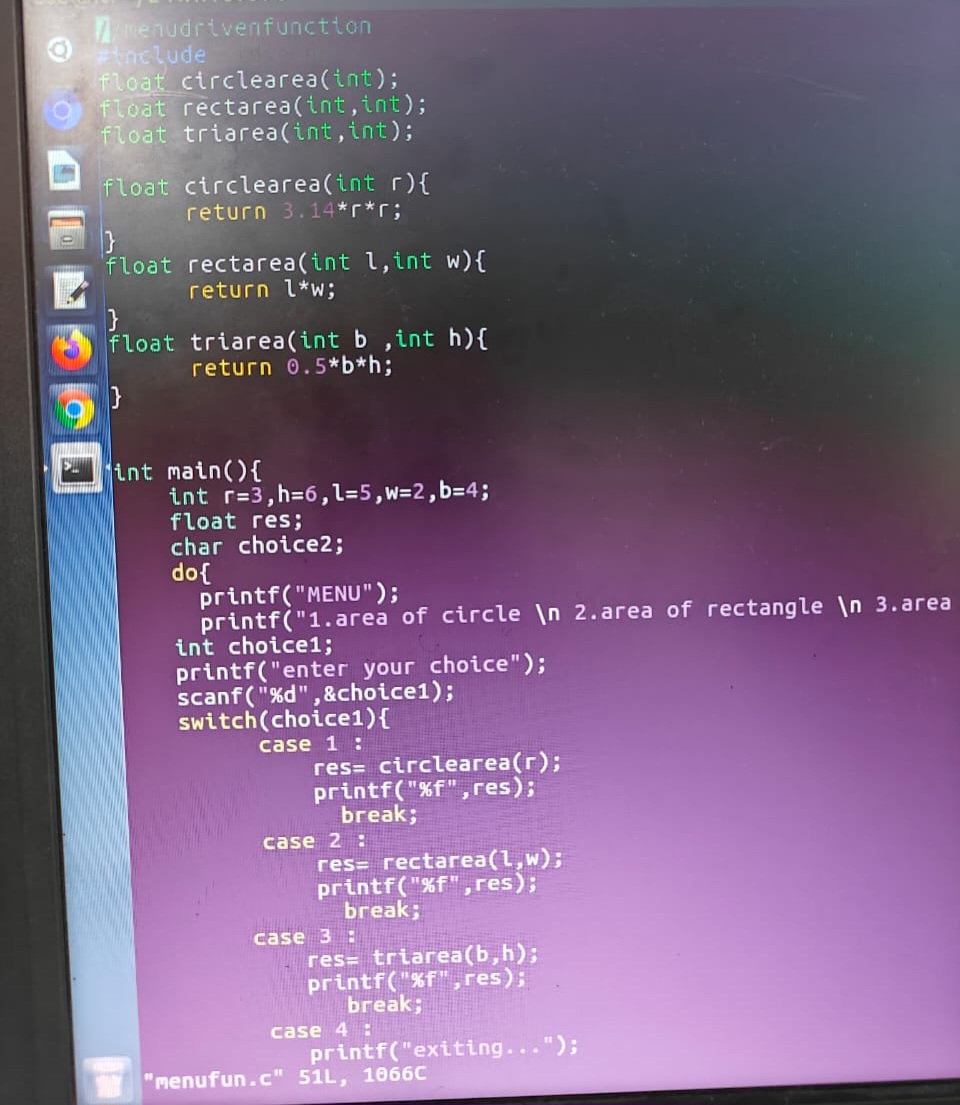 //menudrivenfunction
#include
float circlearea(int);
float rectarea(int,int);
float triarea(int,int);
float circlearea(int r){
return 3.14*r*r;
}
float rectarea(int l,int w){
return l*w;
}
float triarea(int b ,int h){
return 0.5*b*h;
}
int main(){
int r=3,h=6,l=5,w=2,b=4;
float res;
char choice2;
do{
printf("MENU");
printf("1.area of circle \n 2.area of rectangle \n 3.area
int choice1;
printf("enter your choice");
scanf("%d",&choice1);
switch(choice1){
case 1 :
res= circlearea(r);
printf("%f",res);
break;
case 2 :
res= rectarea(l,w);
printf("%f",res);
break;
case 3 :
res= triarea(b,h);
printf("%f",res);
break;
case 4 :
printf("exiting...");
"menufun.c" 51L, 1066C